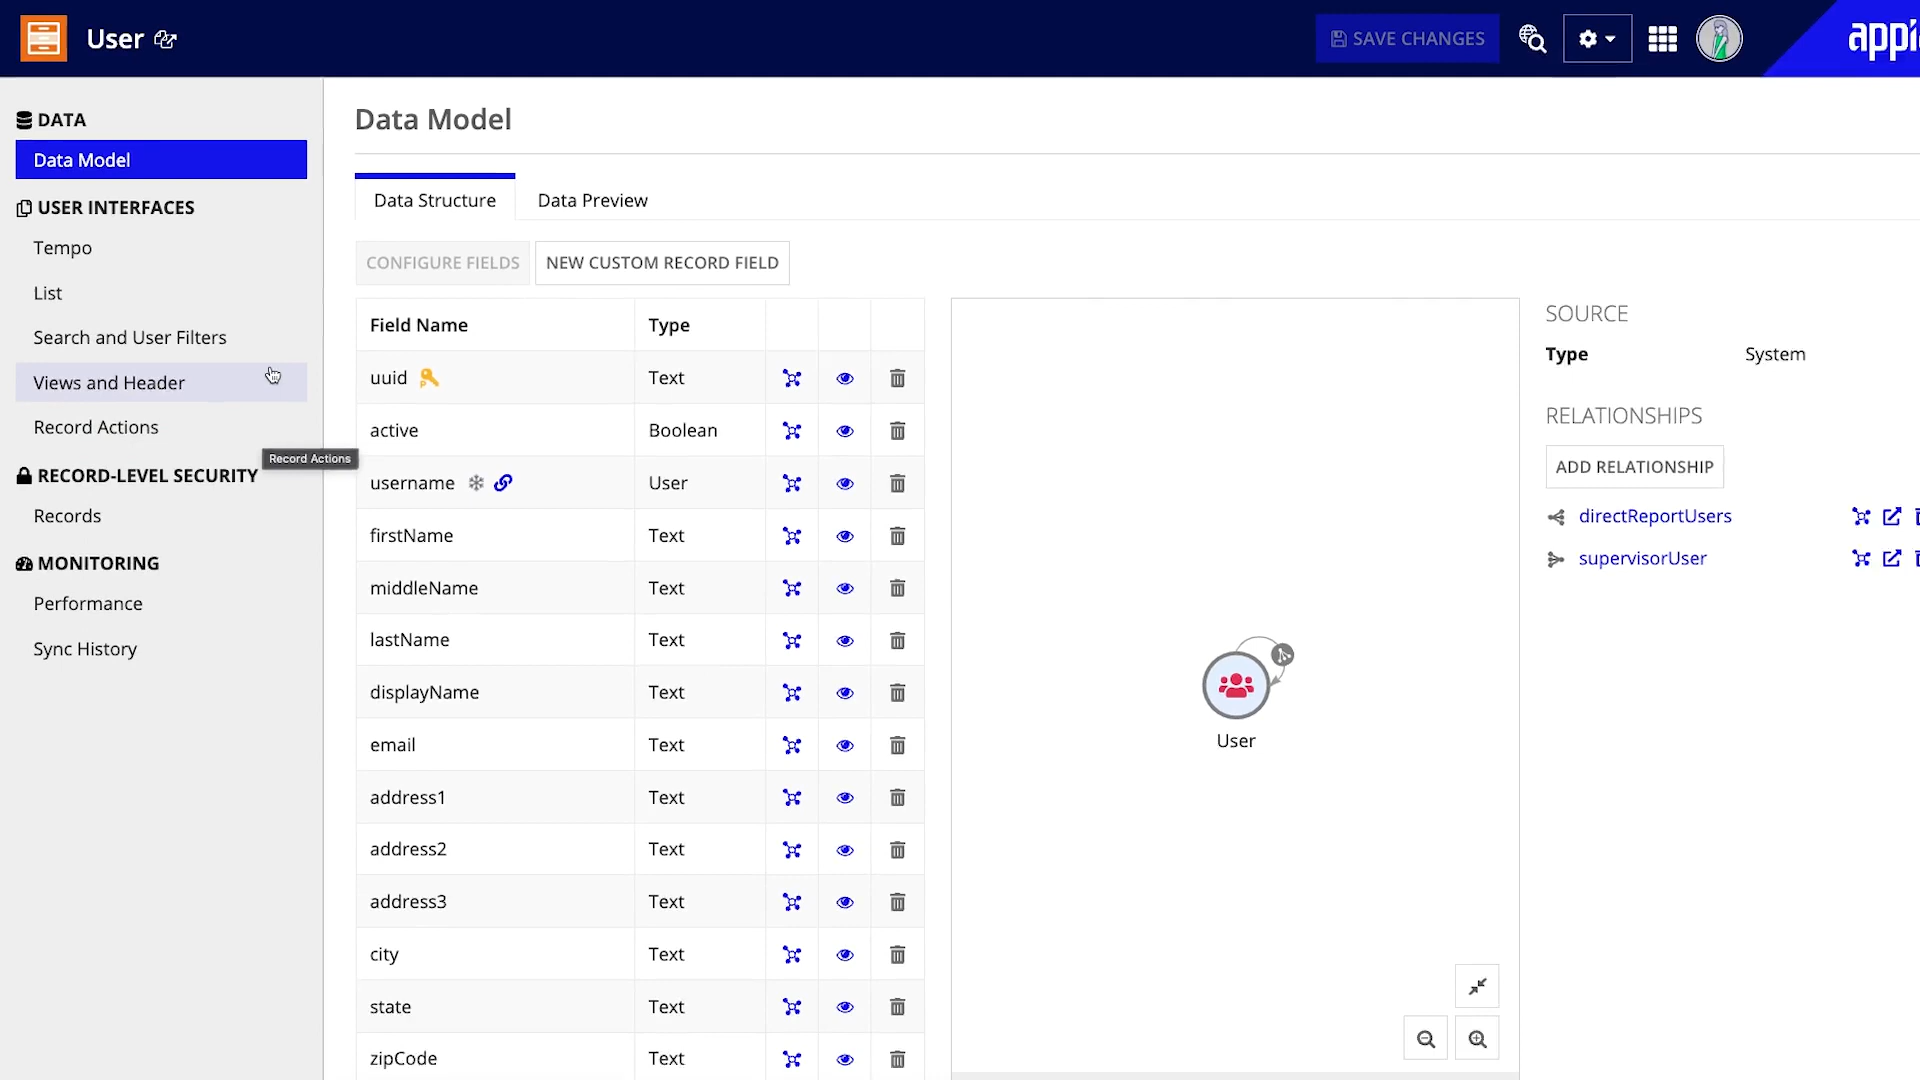 User
SAVE CHANGES
DATA
Data Model
USER INTERFACES
Tempo
List
Search and User Filters
Views and Header
Record Actions
Record Actions
RECORD-LEVEL SECURITY
Records
MONITORING
Performance
Sync History
Data Model
Data Structure
Data Preview
CONFIGURE FIELDS
NEW CUSTOM RECORD FIELD
Field Name Type
uuid Text
active Boolean
username User
firstName Text
middleName Text
lastName Text
displayName Text
email Text
address1 Text
address2 Text
address3 Text
city Text
state Text
zipCode Text
User
SOURCE
Type System
RELATIONSHIPS
ADD RELATIONSHIP
directReportUsers
supervisorUser